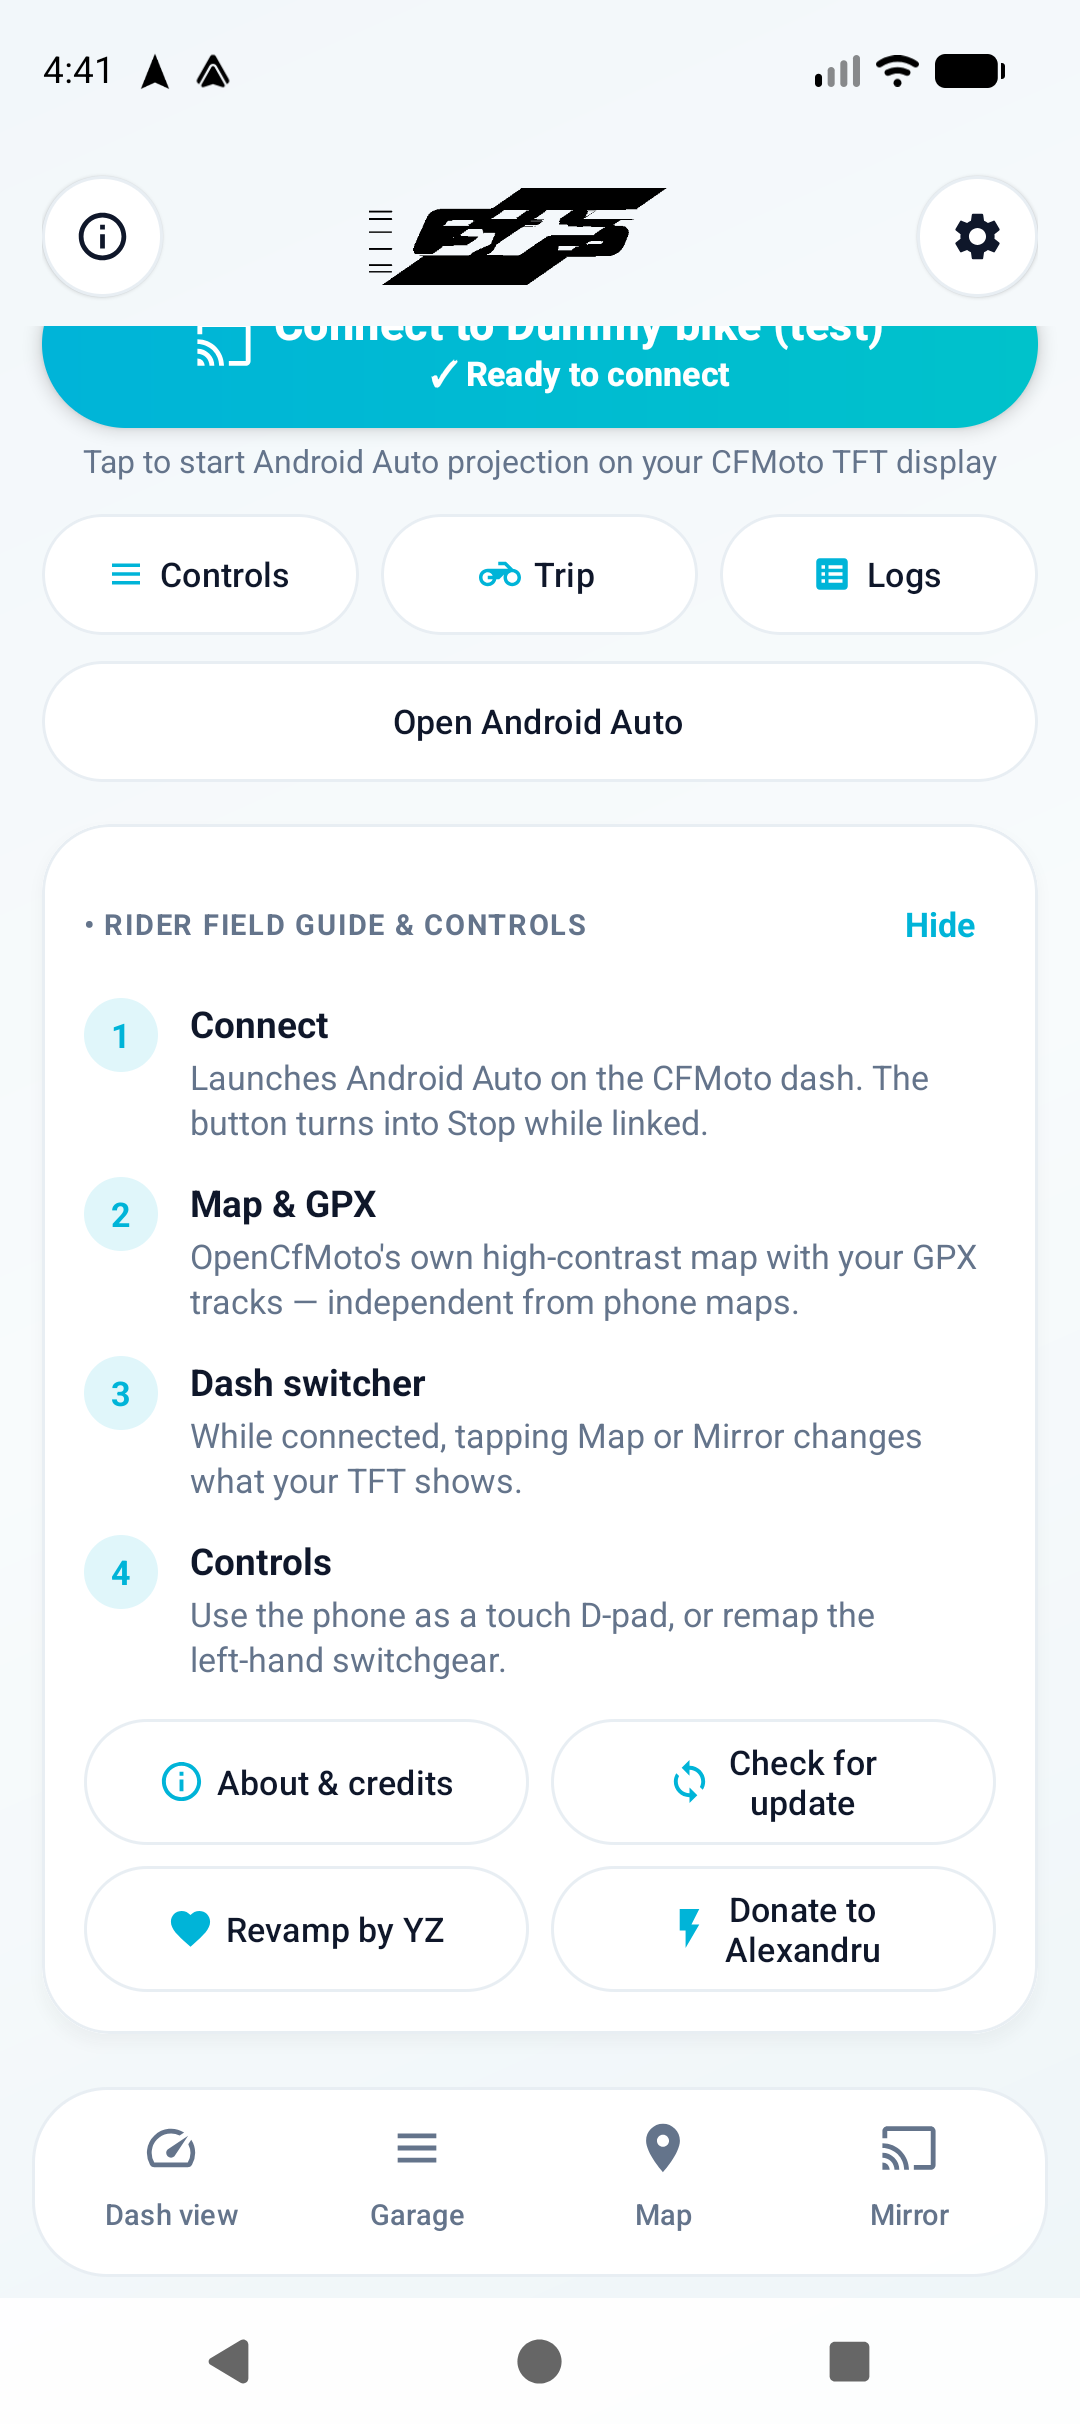 4:41
Connect to Dummy bike (test)
✓ Ready to connect
Tap to start Android Auto projection on your CFMoto TFT display
Controls
Trip
Logs
Open Android Auto
• RIDER FIELD GUIDE & CONTROLS
Hide
1
Connect
Launches Android Auto on the CFMoto dash. The
button turns into Stop while linked.
2
Map & GPX
OpenCfMoto's own high-contrast map with your GPX
tracks — independent from phone maps.
3
Dash switcher
While connected, tapping Map or Mirror changes
what your TFT shows.
4
Controls
Use the phone as a touch D-pad, or remap the
left-hand switchgear.
About & credits
Check for
update
Revamp by YZ
Donate to
Alexandru
Dash view
Garage
Map
Mirror